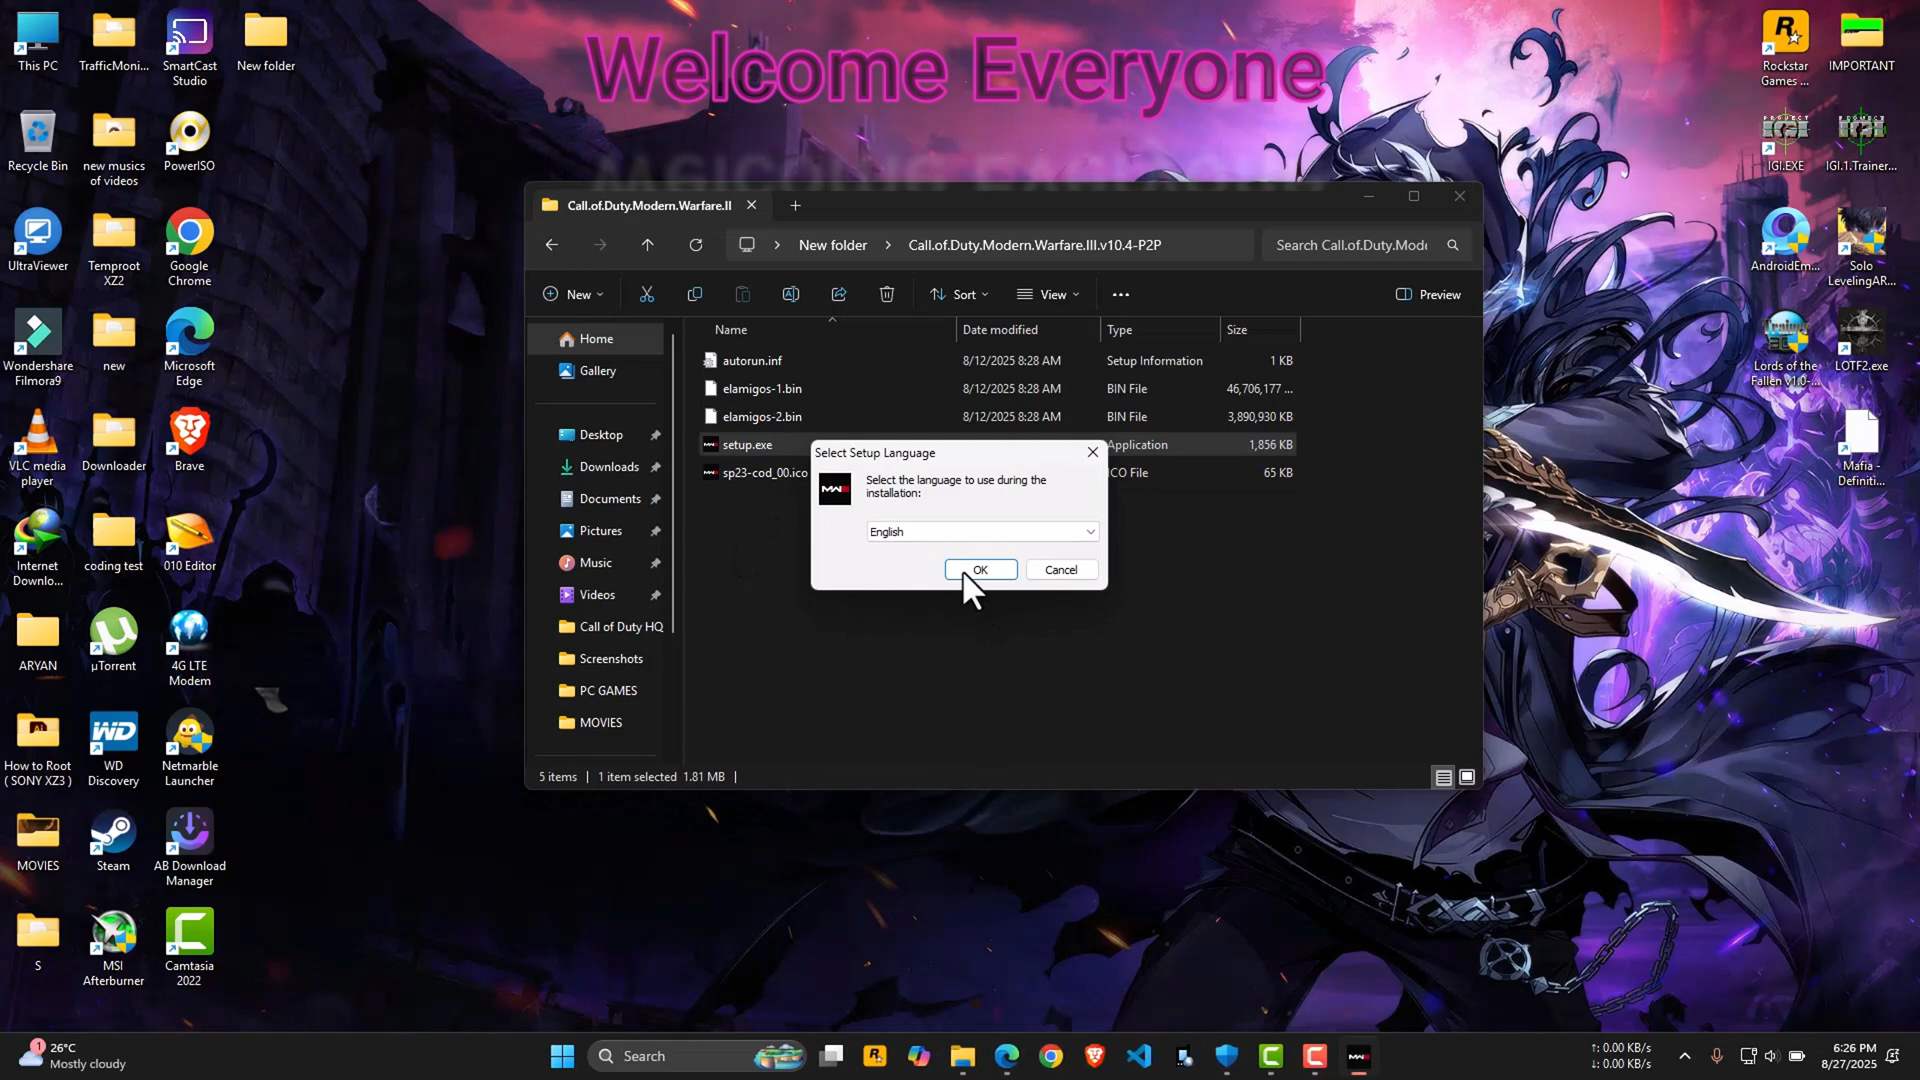 Welcome Everyone
This PC
TrafficMoni...
SmartCast
Studio
New folder
Recycle Bin
new musics
of videos
PowerISO
UltraViewer
Temproot
XZ2
Google
Chrome
Wondershare
Filmora9
new
Microsoft
Edge
VLC media
player
Downloader
Brave
Internet
Downlo...
coding test
010 Editor
ARYAN
µTorrent
4G LTE
Modem
How to Root
( SONY XZ3 )
WD
WD
Discovery
Netmarble
Launcher
MOVIES
Steam
AB Download
Manager
S
MSI
Afterburner
Camtasia
2022
Rockstar
Games ...
IMPORTANT
PROJECT
IGI
IGI.EXE
PROJECT
IGI
IGI.1.Trainer...
AndroidEm...
Solo
LevelingAR...
Trainer
Lords of the
Fallen v1.0-...
LOTF2.exe
Mafia -
Definiti...
Call.of.Duty.Modern.Warfare.II
New folder
Call.of.Duty.Modern.Warfare.III.v10.4-P2P
Search Call.of.Duty.Mode
New
Sort
View
Preview
Name
Date modified
Type
Size
Home
Gallery
Desktop
Downloads
Documents
Pictures
Music
Videos
Call of Duty HQ
Screenshots
PC GAMES
MOVIES
autorun.inf 8/12/2025 8:28 AM Setup Information 1 KB
elamigos-1.bin 8/12/2025 8:28 AM BIN File 46,706,177 ...
elamigos-2.bin 8/12/2025 8:28 AM BIN File 3,890,930 KB
setup.exe Application 1,856 KB
sp23-cod_00.ico ICO File 65 KB
Select Setup Language
Select the language to use during the
installation:
English
OK
Cancel
5 items 1 item selected 1.81 MB
1
26°C
Mostly cloudy
Search
↑: 0.00 KB/s
↓: 0.00 KB/s
6:26 PM
8/27/2025